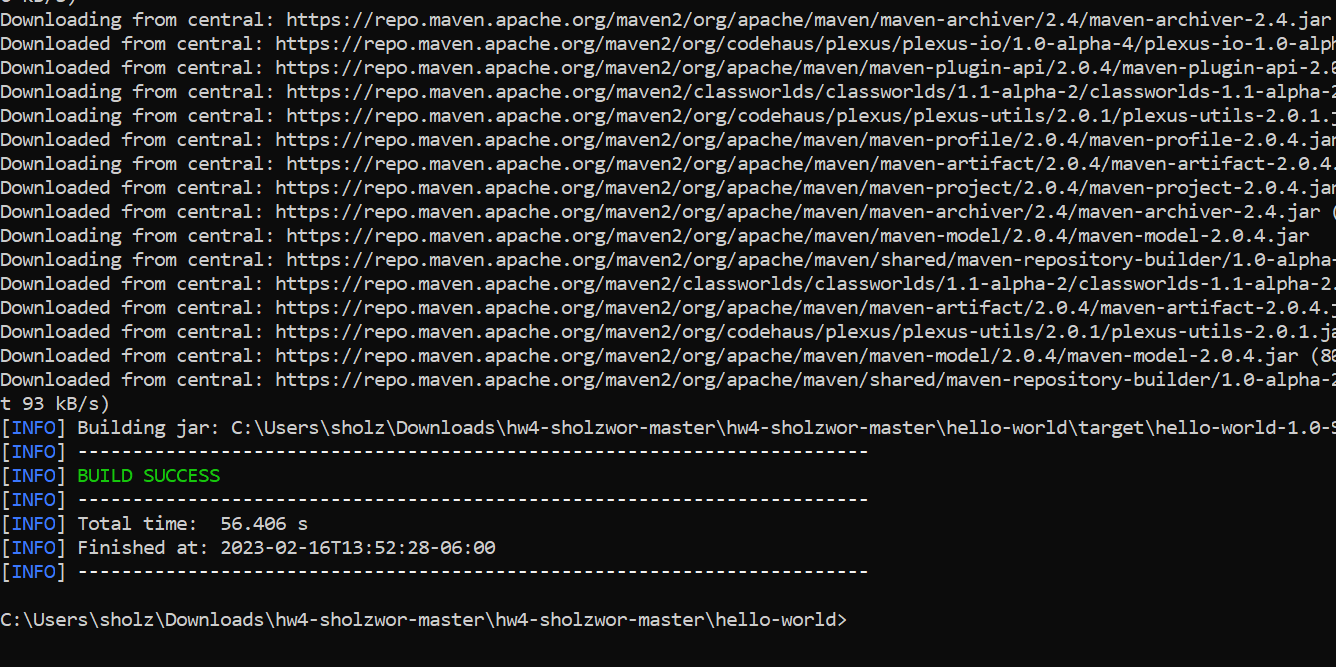 Downloading from central: https://repo.maven.apache.org/maven2/org/apache/maven/maven-archiver/2.4/maven-archiver-2.4.jar
Downloaded from central: https://repo.maven.apache.org/maven2/org/codehaus/plexus/plexus-io/1.0-alpha-4/plexus-io-1.0-alph
Downloaded from central: https://repo.maven.apache.org/maven2/org/apache/maven/maven-plugin-api/2.0.4/maven-plugin-api-2.0
Downloading from central: https://repo.maven.apache.org/maven2/classworlds/classworlds/1.1-alpha-2/classworlds-1.1-alpha-2
Downloading from central: https://repo.maven.apache.org/maven2/org/codehaus/plexus/plexus-utils/2.0.1/plexus-utils-2.0.1.j
Downloaded from central: https://repo.maven.apache.org/maven2/org/apache/maven/maven-profile/2.0.4/maven-profile-2.0.4.jar
Downloading from central: https://repo.maven.apache.org/maven2/org/apache/maven/maven-artifact/2.0.4/maven-artifact-2.0.4.
Downloaded from central: https://repo.maven.apache.org/maven2/org/apache/maven/maven-project/2.0.4/maven-project-2.0.4.jar
Downloaded from central: https://repo.maven.apache.org/maven2/org/apache/maven/maven-archiver/2.4/maven-archiver-2.4.jar (
Downloading from central: https://repo.maven.apache.org/maven2/org/apache/maven/maven-model/2.0.4/maven-model-2.0.4.jar
Downloading from central: https://repo.maven.apache.org/maven2/org/apache/maven/shared/maven-repository-builder/1.0-alpha-
Downloaded from central: https://repo.maven.apache.org/maven2/classworlds/classworlds/1.1-alpha-2/classworlds-1.1-alpha-2.
Downloaded from central: https://repo.maven.apache.org/maven2/org/apache/maven/maven-artifact/2.0.4/maven-artifact-2.0.4.j
Downloaded from central: https://repo.maven.apache.org/maven2/org/codehaus/plexus/plexus-utils/2.0.1/plexus-utils-2.0.1.ja
Downloaded from central: https://repo.maven.apache.org/maven2/org/apache/maven/maven-model/2.0.4/maven-model-2.0.4.jar (80
Downloaded from central: https://repo.maven.apache.org/maven2/org/apache/maven/shared/maven-repository-builder/1.0-alpha-2
t 93 kB/s)
[INFO] Building jar: C:\Users\sholz\Downloads\hw4-sholzwor-master\hw4-sholzwor-master\hello-world\target\hello-world-1.0-S
[INFO] ------------------------------------------------------------------------
[INFO] BUILD SUCCESS
[INFO] ------------------------------------------------------------------------
[INFO] Total time:  56.406 s
[INFO] Finished at: 2023-02-16T13:52:28-06:00
[INFO] ------------------------------------------------------------------------
C:\Users\sholz\Downloads\hw4-sholzwor-master\hw4-sholzwor-master\hello-world>